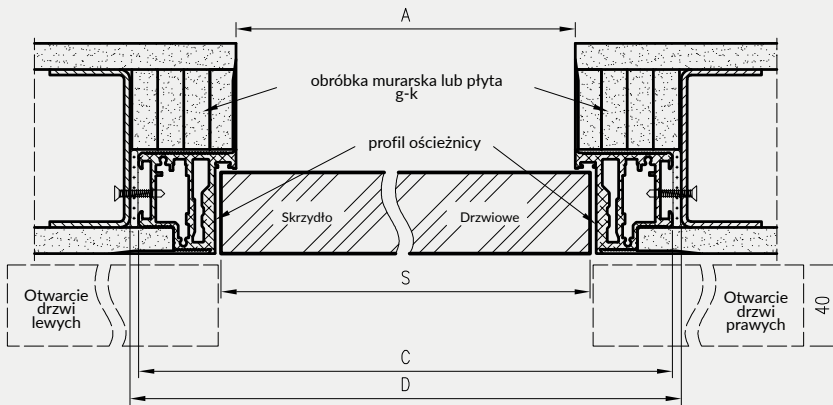 A
obróbka murarska lub płyta
g-k
profil ościeżnicy
Skrzydło
Drzwiowe
S
Otwarcie
drzwi
lewych
Otwarcie
drzwi
prawych
40
C
D